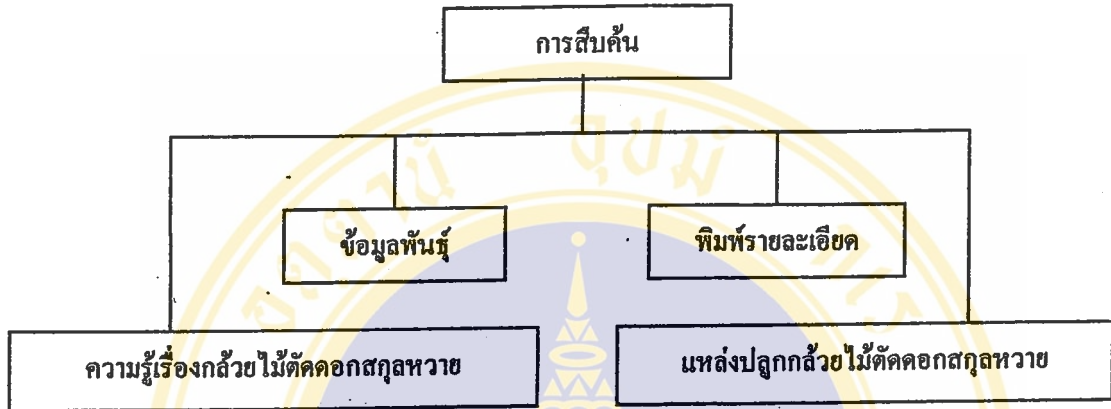 การสืบค้น
ข้อมูลพันธุ์
พิมพ์รายละเอียด
ความรู้เรื่องกล้วยไม้ตัดดอกสกุลหวาย
แหล่งปลูกกล้วยไม้ตัดดอกสกุลหวาย